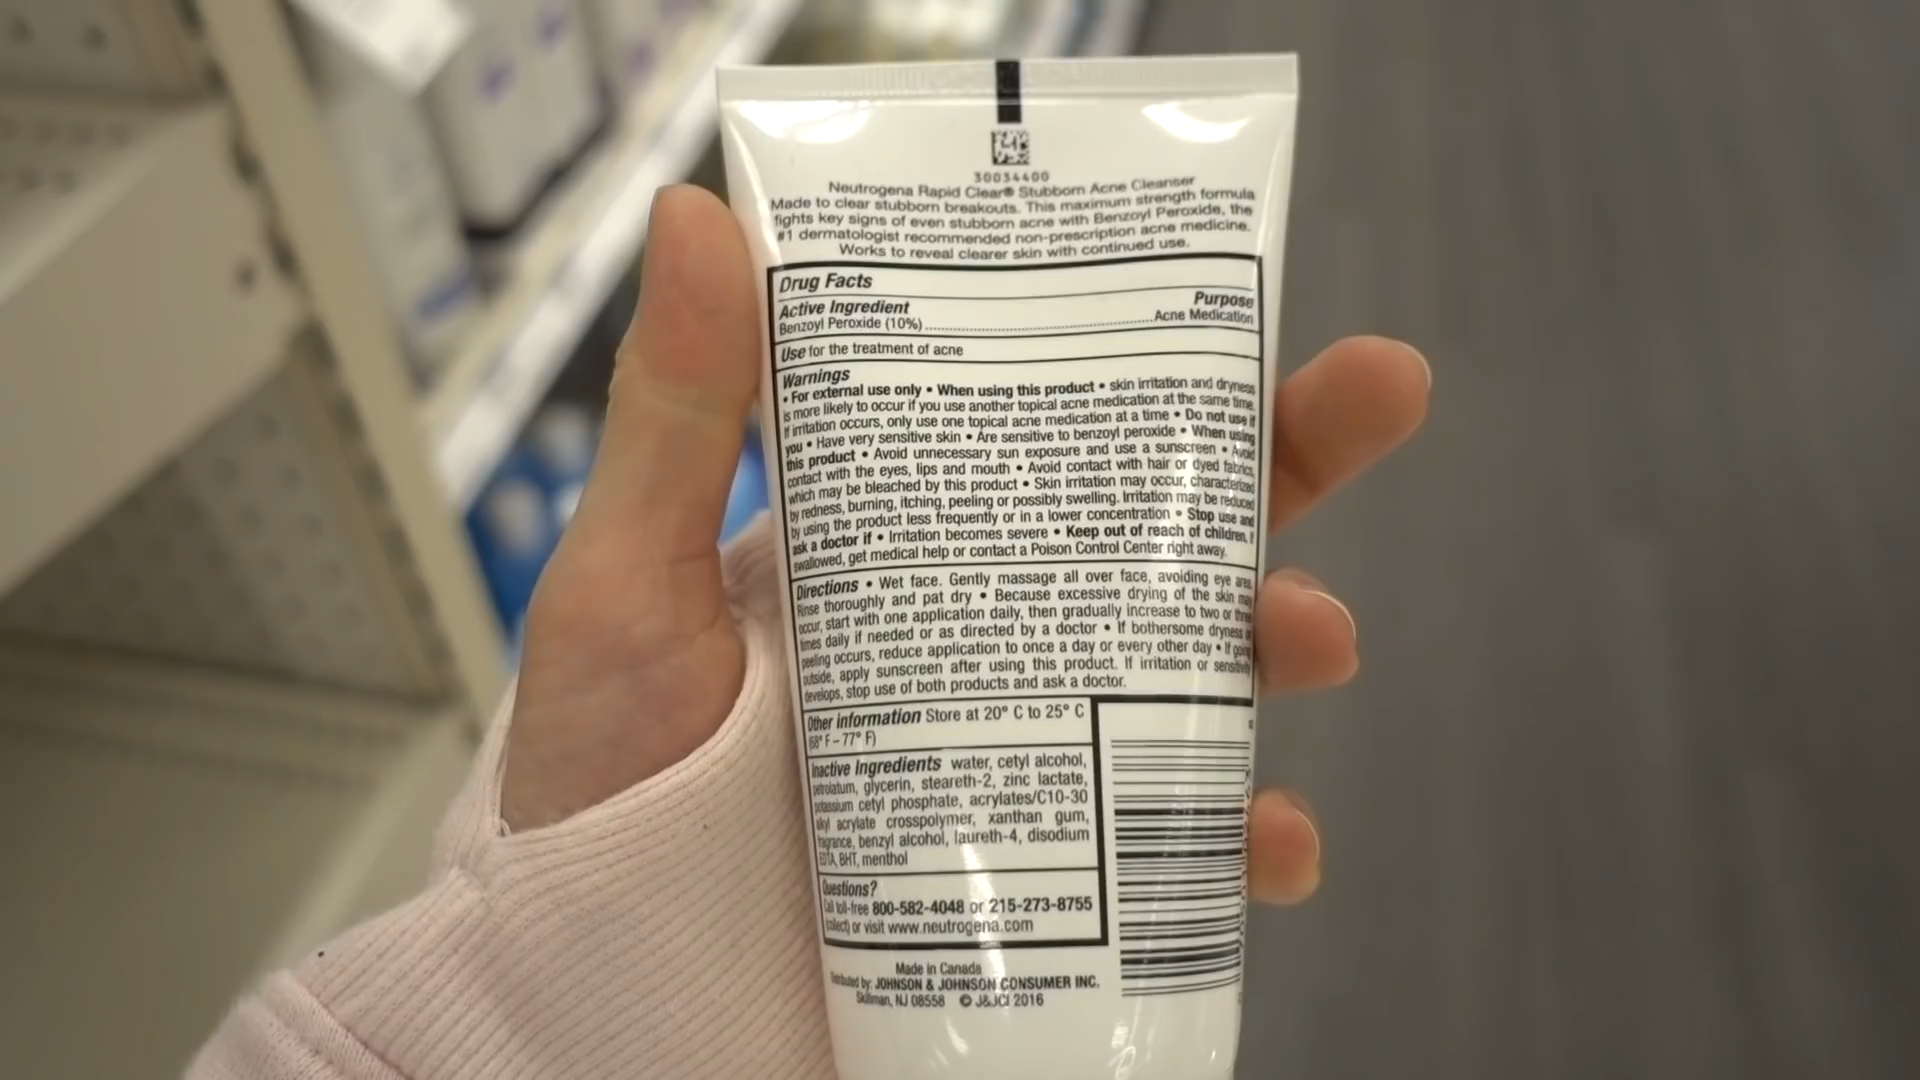 30034400
Neutrogena Rapid Clear® Stubborn Acne Cleanser
Made to clear stubborn breakouts. This maximum strength formula
fights key signs of even stubborn acne with Benzoyl Peroxide, the
#1 dermatologist recommended non-prescription acne medicine.
Works to reveal clearer skin with continued use.
Drug Facts
Active Ingredient Purpose
Benzoyl Peroxide (10%) Acne Medication
Use for the treatment of acne
Warnings
• For external use only • When using this product • skin irritation and dryness
is more likely to occur if you use another topical acne medication at the same time.
If irritation occurs, only use one topical acne medication at a time • Do not use if
you • Have very sensitive skin • Are sensitive to benzoyl peroxide • When using
this product • Avoid unnecessary sun exposure and use a sunscreen • Avoid
contact with the eyes, lips and mouth • Avoid contact with hair or dyed fabrics,
which may be bleached by this product • Skin irritation may occur, characterized
by redness, burning, itching, peeling or possibly swelling. Irritation may be reduced
by using the product less frequently or in a lower concentration • Stop use and
ask a doctor if • Irritation becomes severe • Keep out of reach of children. If
swallowed, get medical help or contact a Poison Control Center right away.
Directions • Wet face. Gently massage all over face, avoiding eye area.
Rinse thoroughly and pat dry • Because excessive drying of the skin may
occur, start with one application daily, then gradually increase to two or three
times daily if needed or as directed by a doctor • If bothersome dryness or
peeling occurs, reduce application to once a day or every other day • If going
outside, apply sunscreen after using this product. If irritation or sensitivity
develops, stop use of both products and ask a doctor.
Other information Store at 20° C to 25° C
(68° F – 77° F)
Inactive Ingredients water, cetyl alcohol,
petrolatum, glycerin, steareth-2, zinc lactate,
potassium cetyl phosphate, acrylates/C10-30
alkyl acrylate crosspolymer, xanthan gum,
fragrance, benzyl alcohol, laureth-4, disodium
EDTA, BHT, menthol
Questions?
Call toll-free 800-582-4048 or 215-273-8755
(collect) or visit www.neutrogena.com
Made in Canada
Distributed by: JOHNSON & JOHNSON CONSUMER INC.
Skillman, NJ 08558 © J&JCI 2016